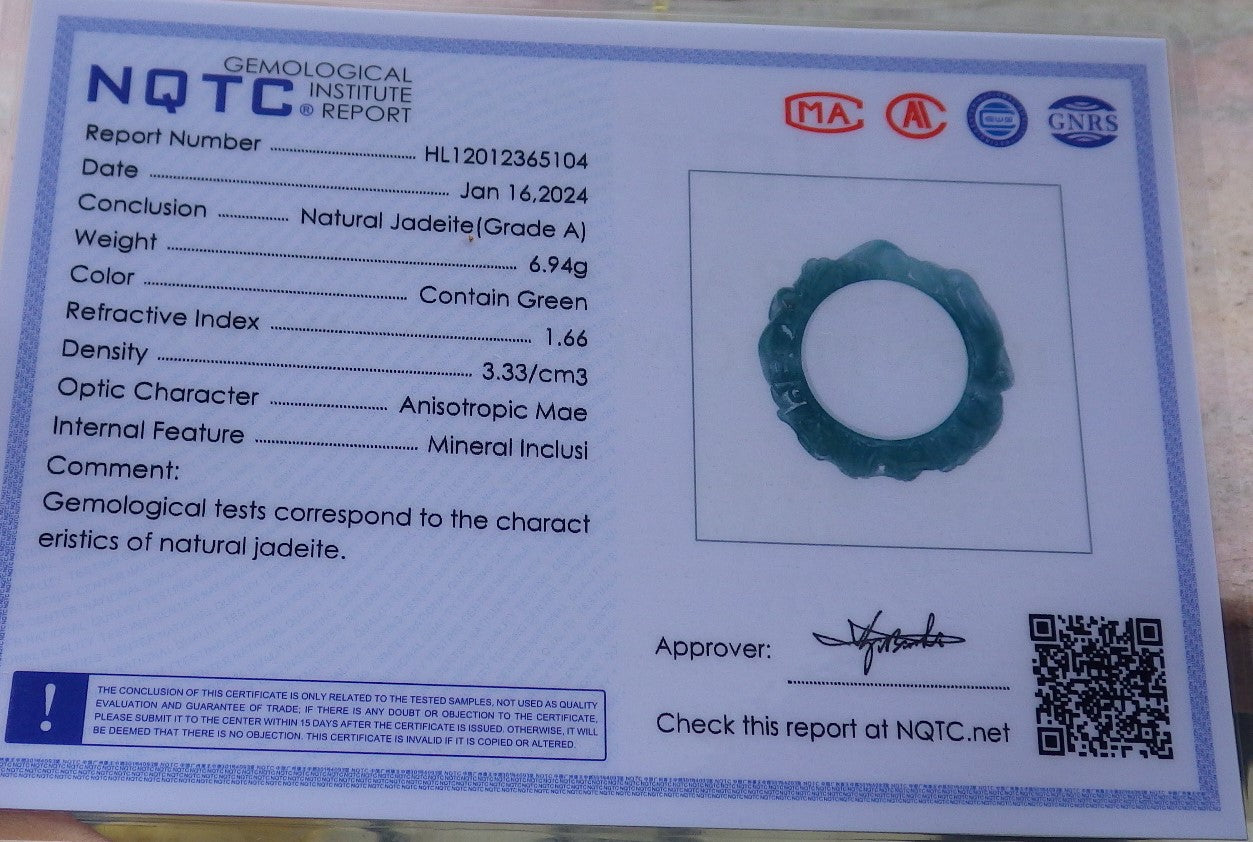 NQTC® GEMOLOGICAL
INSTITUTE
REPORT
Report Number HL12012365104
Date Jan 16,2024
Conclusion Natural Jadeite(Grade A)
Weight 6.94g
Color Contain Green
Refractive Index 1.66
Density 3.33/cm3
Optic Character Anisotropic Mae
Internal Feature Mineral Inclusi
Comment:
Gemological tests correspond to the charact
eristics of natural jadeite.
!
THE CONCLUSION OF THIS CERTIFICATE IS ONLY RELATED TO THE TESTED SAMPLES, NOT USED AS QUALITY
EVALUATION AND GUARANTEE OF TRADE; IF THERE IS ANY DOUBT OR OBJECTION TO THE CERTIFICATE,
PLEASE SUBMIT IT TO THE CENTER WITHIN 15 DAYS AFTER THE CERTIFICATE IS ISSUED. OTHERWISE, IT WILL
BE DEEMED THAT THERE IS NO OBJECTION. THIS CERTIFICATE IS INVALID IF IT IS COPIED OR ALTERED.
MA
GNRS
Approver:
Check this report at NQTC.net